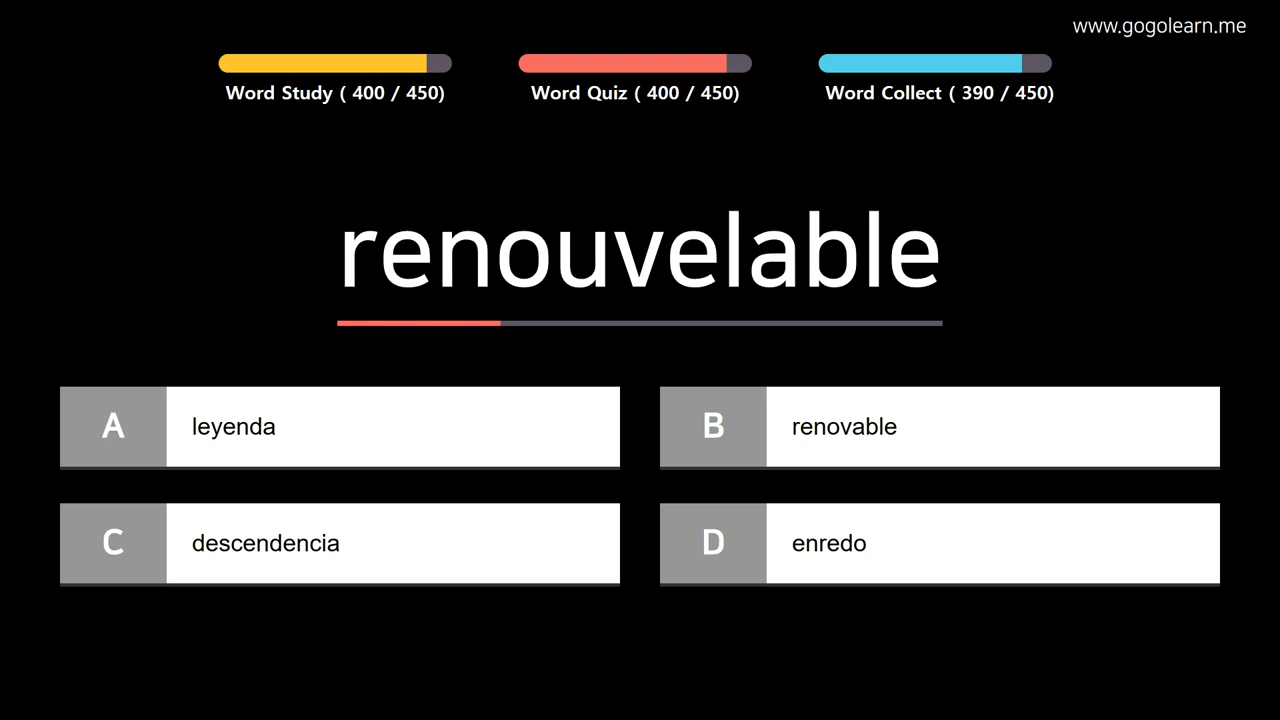 www.gogolearn.me
Word Study ( 400 / 450)
Word Quiz ( 400 / 450)
Word Collect ( 390 / 450)
renouvelable
A leyenda
B renovable
C descendencia
D enredo